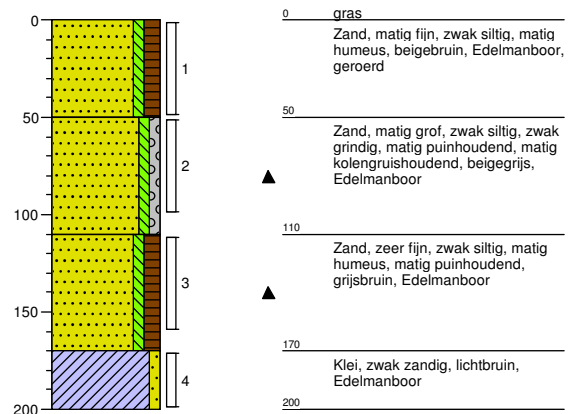 0
50
100
150
200
1
2
3
4
0
gras
Zand, matig fijn, zwak siltig, matig
humeus, beigebruin, Edelmanboor,
geroerd
50
Zand, matig grof, zwak siltig, zwak
grindig, matig puinhoudend, matig
kolengruishoudend, beigegrijs,
Edelmanboor
110
Zand, zeer fijn, zwak siltig, matig
humeus, matig puinhoudend,
grijsbruin, Edelmanboor
170
Klei, zwak zandig, lichtbruin,
Edelmanboor
200